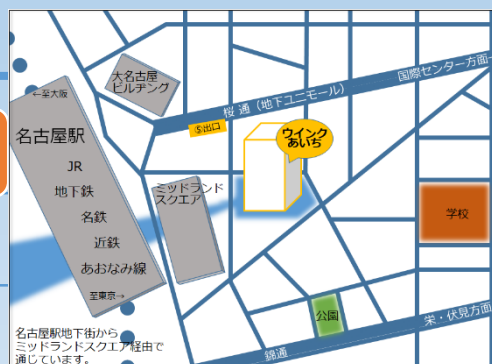 ←至大阪
名古屋駅
JR
地下鉄
名鉄
近鉄
あおなみ線
至東京→
大名古屋
ビルヂング
桜 通（地下ユニモール）
国際センター方面→
⑤出口
ウインク
あいち
ミッドランド
スクエア
学校
公園
錦通
栄・伏見方面
名古屋駅地下街から
ミッドランドスクエア経由で
通じています。